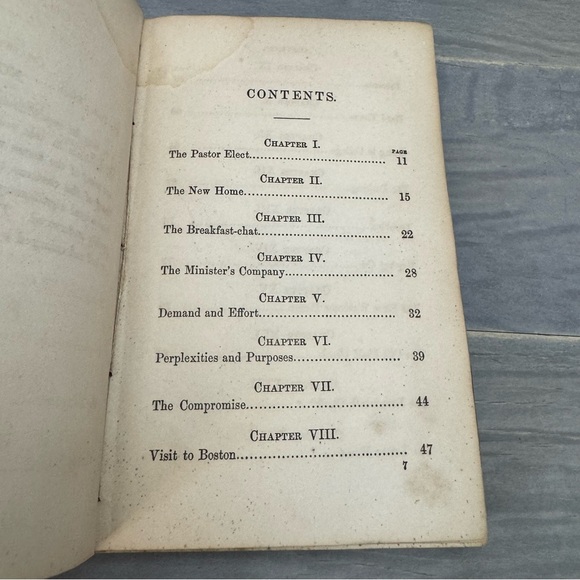 CONTENTS.
CHAPTER I.
PAGE
The Pastor Elect................................... 11
CHAPTER II.
The New Home..................................... 15
CHAPTER III.
The Breakfast-chat.................................. 22
CHAPTER IV.
The Minister's Company........................... 28
CHAPTER V.
Demand and Effort.................................. 32
CHAPTER VI.
Perplexities and Purposes.......................... 39
CHAPTER VII.
The Compromise..................................... 44
CHAPTER VIII.
Visit to Boston........................................ 47
7